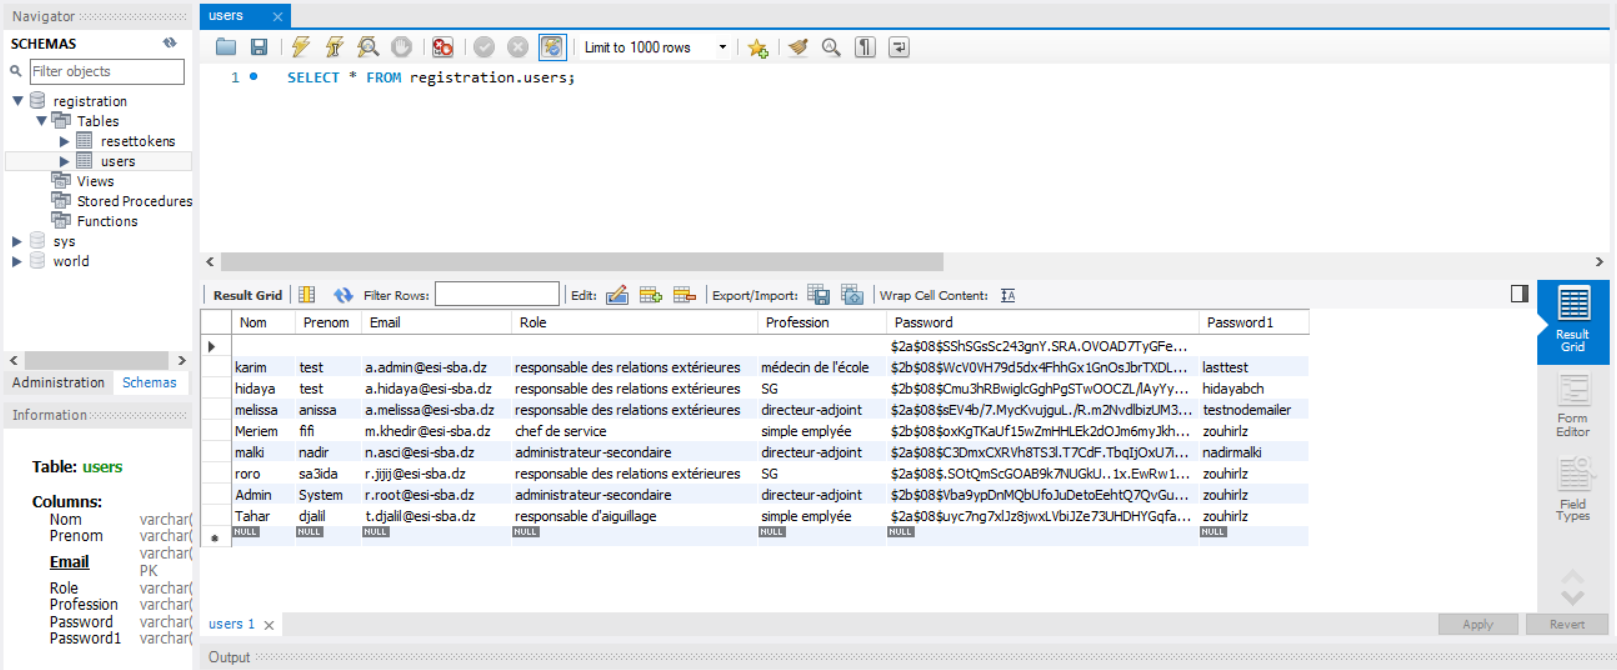 Navigator
users
SCHEMAS
Filter objects
registration
Tables
resettokens
users
Views
Stored Procedures
Functions
sys
world
Administration Schemas
Information
Table: users
Columns:
Nom varchar(
Prenom varchar(
Email varchar( PK
Role varchar(
Profession varchar(
Password varchar(
Password1 varchar(
Limit to 1000 rows
1 SELECT * FROM registration.users;
Result Grid Filter Rows: Edit: Export/Import: Wrap Cell Content:
Nom Prenom Email Role Profession Password Password1
$2a$08$SShSGsSc243gnY.SRA.OVOAD7TyGFe...
karim test a.admin@esi-sba.dz responsable des relations extérieures médecin de l'école $2b$08$WcV0VH79d5dx4FhhGx1GnOsJbrTXDL... lasttest
hidaya test a.hidaya@esi-sba.dz responsable des relations extérieures SG $2b$08$Cmu3hRBwiglcGghPgSTwOOCZL/lAyYy... hidayabch
melissa anissa a.melissa@esi-sba.dz responsable des relations extérieures directeur-adjoint $2a$08$sEV4b/7.MycKvujguL./R.m2NvdlbizUM3... testnodemailer
Meriem fifi m.khedir@esi-sba.dz chef de service simple emplyée $2b$08$oxKgTKaUf15wZmHHLEk2dOJm6myJkh... zouhirlz
malki nadir n.asci@esi-sba.dz administrateur-secondaire directeur-adjoint $2a$08$C3DmxCXRVh8TS3l.T7CdF.TbqIjOxU7i... nadirmalki
roro sa3ida r.jijij@esi-sba.dz responsable des relations extérieures SG $2a$08$.SOtQmScGOAB9k7NUGkU..1x.EwRw1... zouhirlz
Admin System r.root@esi-sba.dz administrateur-secondaire directeur-adjoint $2b$08$Vba9ypDnMQbUfoJuDetoEehtQ7QvGu... zouhirlz
Tahar djalil t.djalil@esi-sba.dz responsable d'aiguillage simple emplyée $2a$08$uyc7ng7xlJz8jwxLVbiJZe73UHDHYGqfa... zouhirlz
NULL NULL NULL NULL NULL NULL NULL
Result Grid
Form Editor
Field Types
users 1
Apply Revert
Output